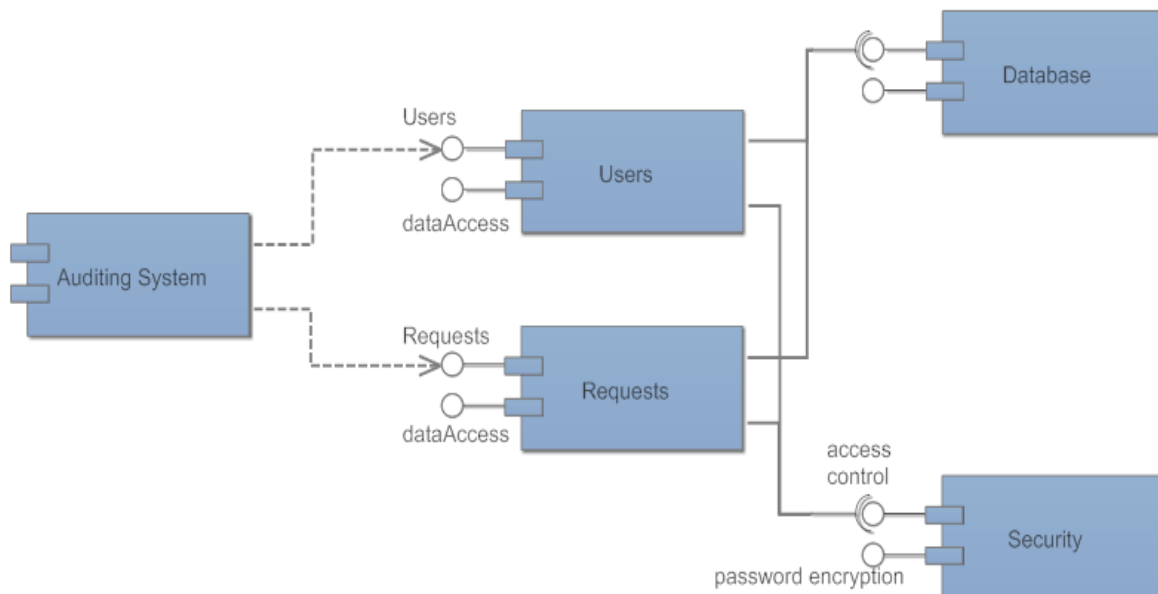 Database
Users
Users
dataAccess
Auditing System
Requests
Requests
dataAccess
access
control
Security
password encryption